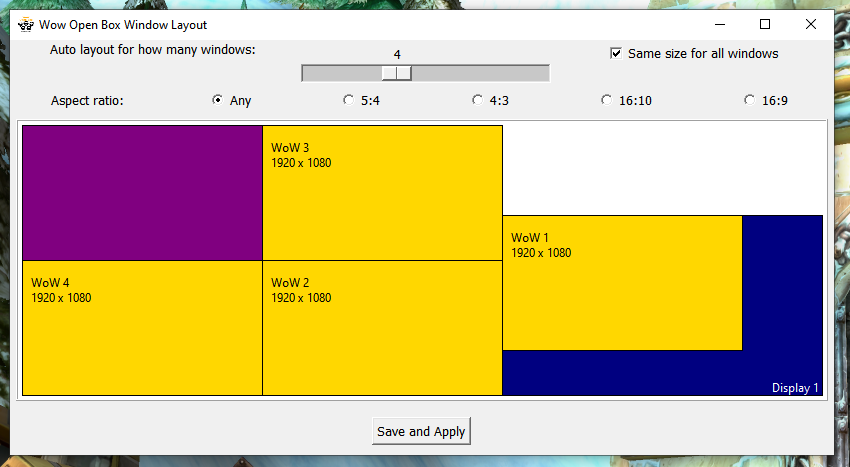 Wow Open Box Window Layout
Auto layout for how many windows:
4
Same size for all windows
Aspect ratio:
Any
5:4
4:3
16:10
16:9
WoW 3
1920 x 1080
WoW 1
1920 x 1080
WoW 4
1920 x 1080
WoW 2
1920 x 1080
Display 1
Save and Apply